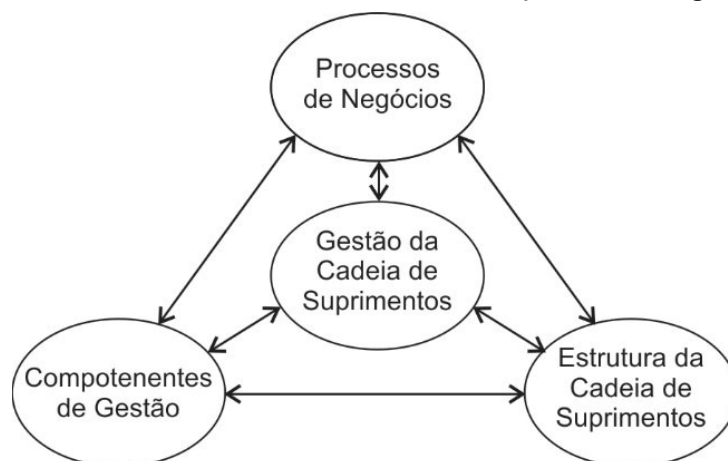 Processos
de Negócios
Gestão da
Cadeia de
Suprimentos
Compotenentes
de Gestão
Estrutura da
Cadeia de
Suprimentos